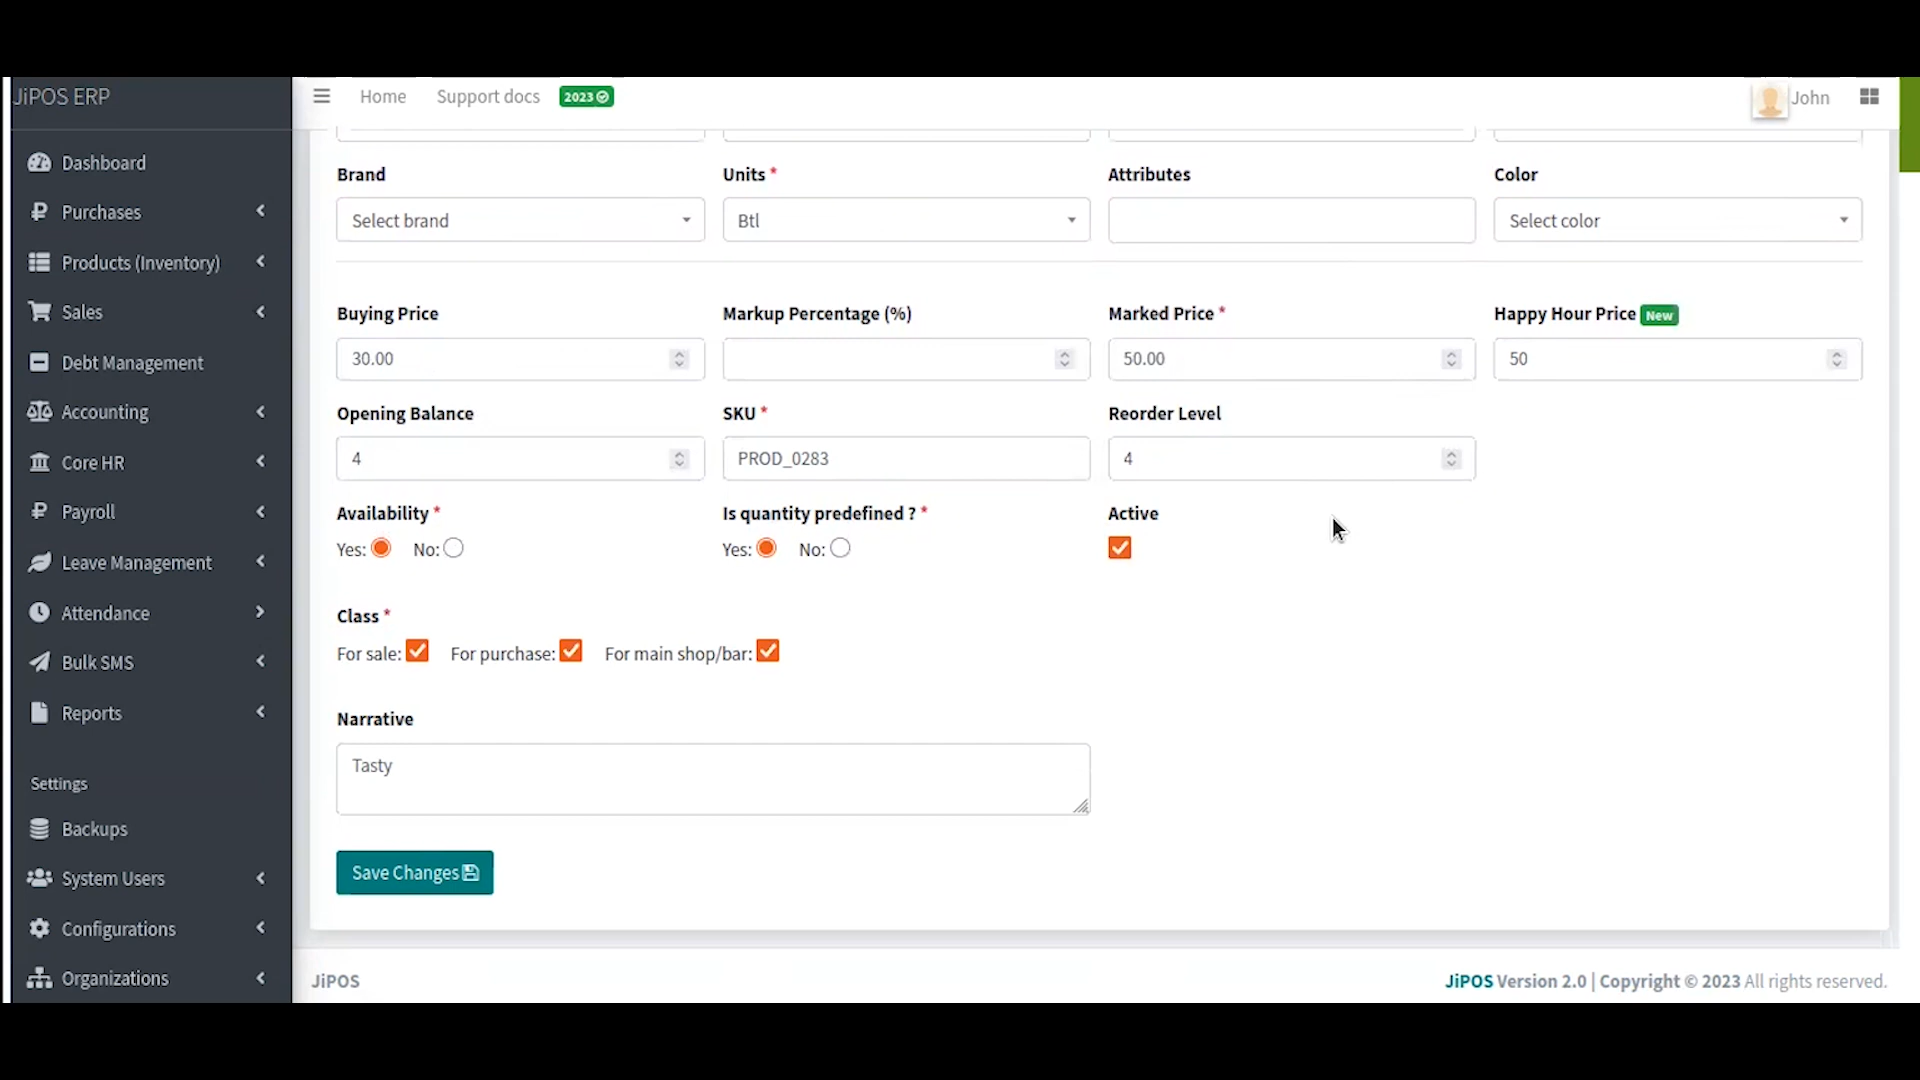 JiPOS ERP
Home Support docs 2023 John
Dashboard
Purchases
Products (Inventory)
Sales
Debt Management
Accounting
Core HR
Payroll
Leave Management
Attendance
Bulk SMS
Reports
Settings
Backups
System Users
Configurations
Organizations
Brand Units * Attributes Color
Select brand Btl Select color
Buying Price Markup Percentage (%) Marked Price * Happy Hour Price New
30.00 50.00 50
Opening Balance SKU * Reorder Level
4 PROD_0283 4
Availability * Is quantity predefined ? * Active
Yes: No: Yes: No:
Class *
For sale: For purchase: For main shop/bar:
Narrative
Tasty
Save Changes
JiPOS JiPOS Version 2.0 | Copyright © 2023 All rights reserved.